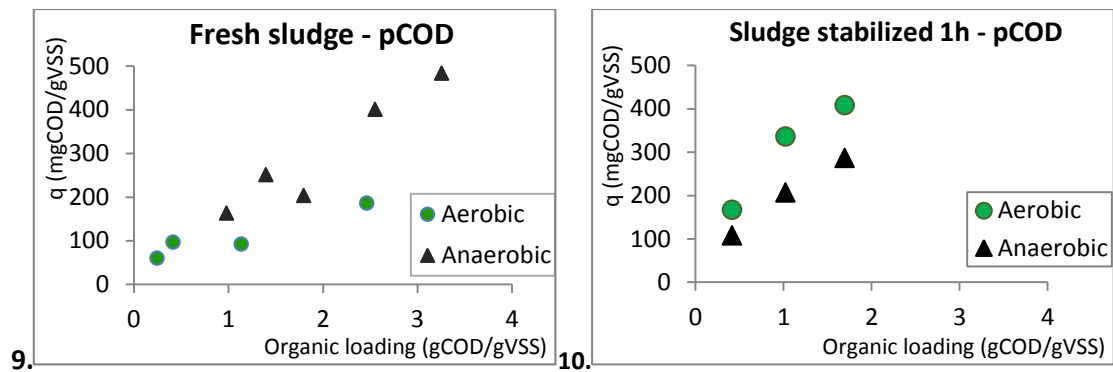 Fresh sludge - pCOD
q (mgCOD/gVSS)
500
400
300
200
100
0
0 1 2 3 4
Organic loading (gCOD/gVSS)
Aerobic
Anaerobic
9.
Sludge stabilized 1h - pCOD
q (mgCOD/gVSS)
500
400
300
200
100
0
0 1 2 3 4
Organic loading (gCOD/gVSS)
Aerobic
Anaerobic
10.